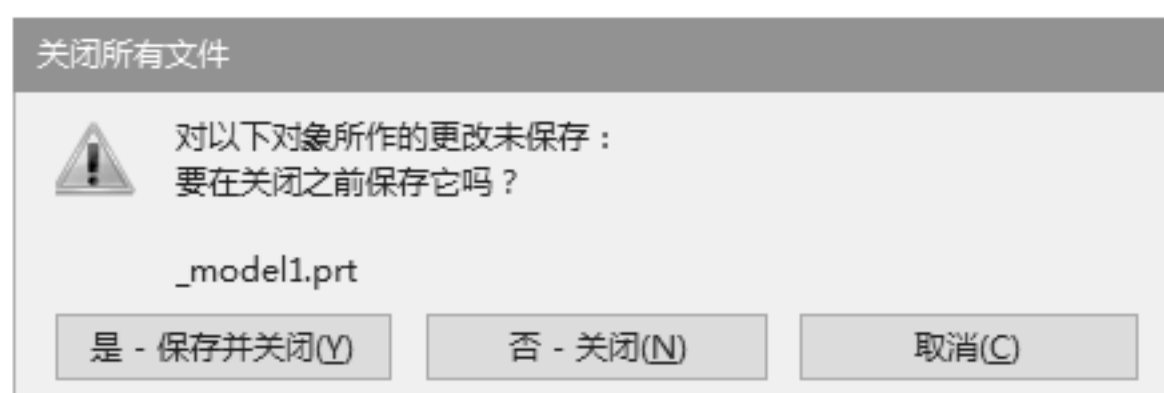 关闭所有文件
对以下对象所作的更改未保存：
要在关闭之前保存它吗？
_model1.prt
是 - 保存并关闭(Y)
否 - 关闭(N)
取消(C)